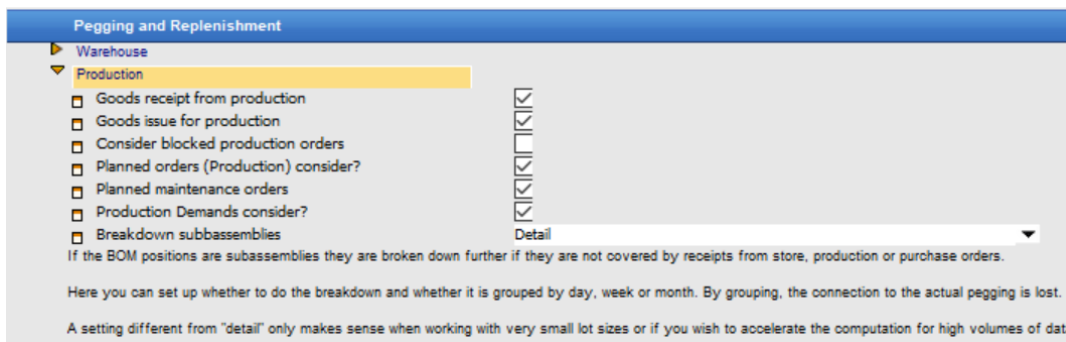 Pegging and Replenishment
Warehouse
Production
Goods receipt from production
Goods issue for production
Consider blocked production orders
Planned orders (Production) consider?
Planned maintenance orders
Production Demands consider?
Breakdown subbassemblies Detail
If the BOM positions are subassemblies they are broken down further if they are not covered by receipts from store, production or purchase orders.
Here you can set up whether to do the breakdown and whether it is grouped by day, week or month. By grouping, the connection to the actual pegging is lost.
A setting different from "detail" only makes sense when working with very small lot sizes or if you wish to accelerate the computation for high volumes of dat